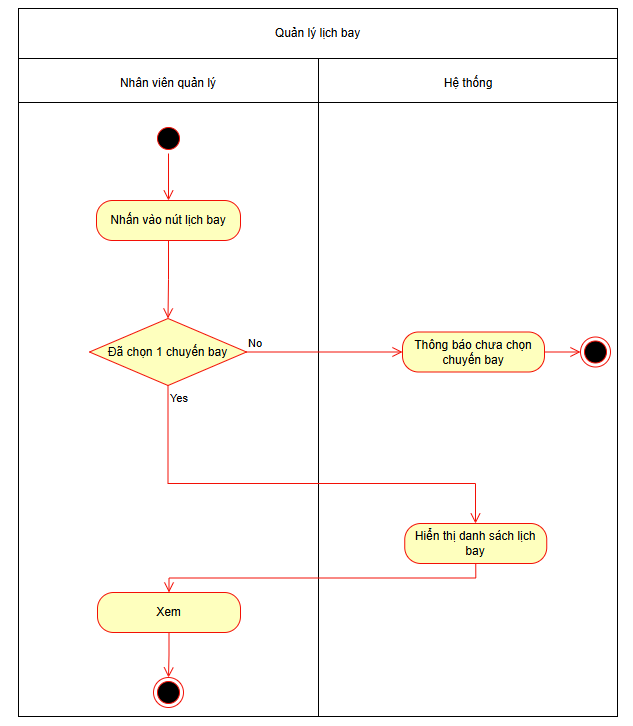 Quản lý lịch bay
Nhân viên quản lý
Hệ thống
Nhấn vào nút lịch bay
Đã chọn 1 chuyến bay
No
Thông báo chưa chọn
chuyến bay
Yes
Hiển thị danh sách lịch
bay
Xem